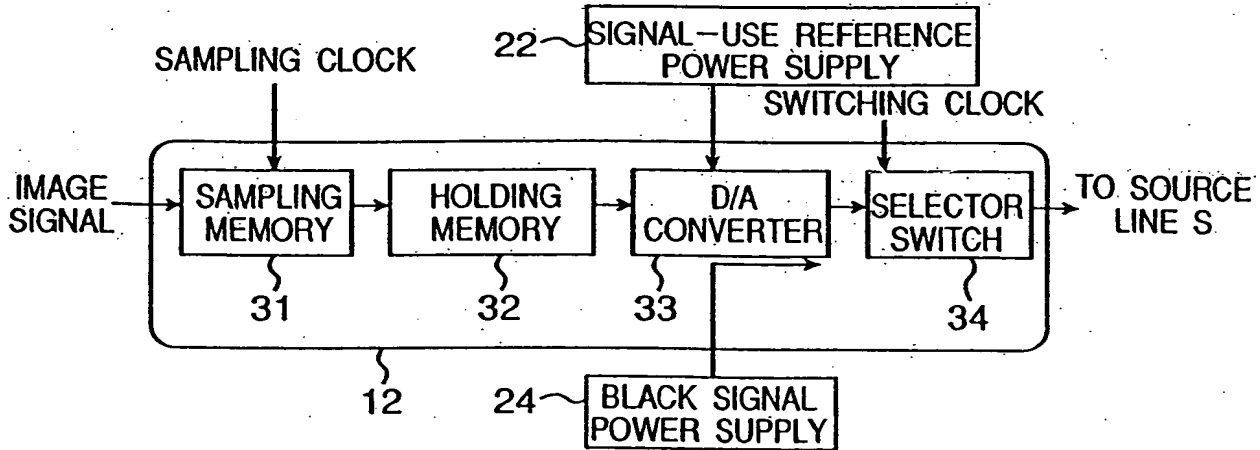 22
SIGNAL-USE REFERENCE
POWER SUPPLY
SAMPLING CLOCK
SWITCHING CLOCK
IMAGE
SIGNAL
SAMPLING
MEMORY
HOLDING
MEMORY
D/A
CONVERTER
SELECTOR
SWITCH
TO SOURCE
LINE S
31
32
33
34
12
24
BLACK SIGNAL
POWER SUPPLY